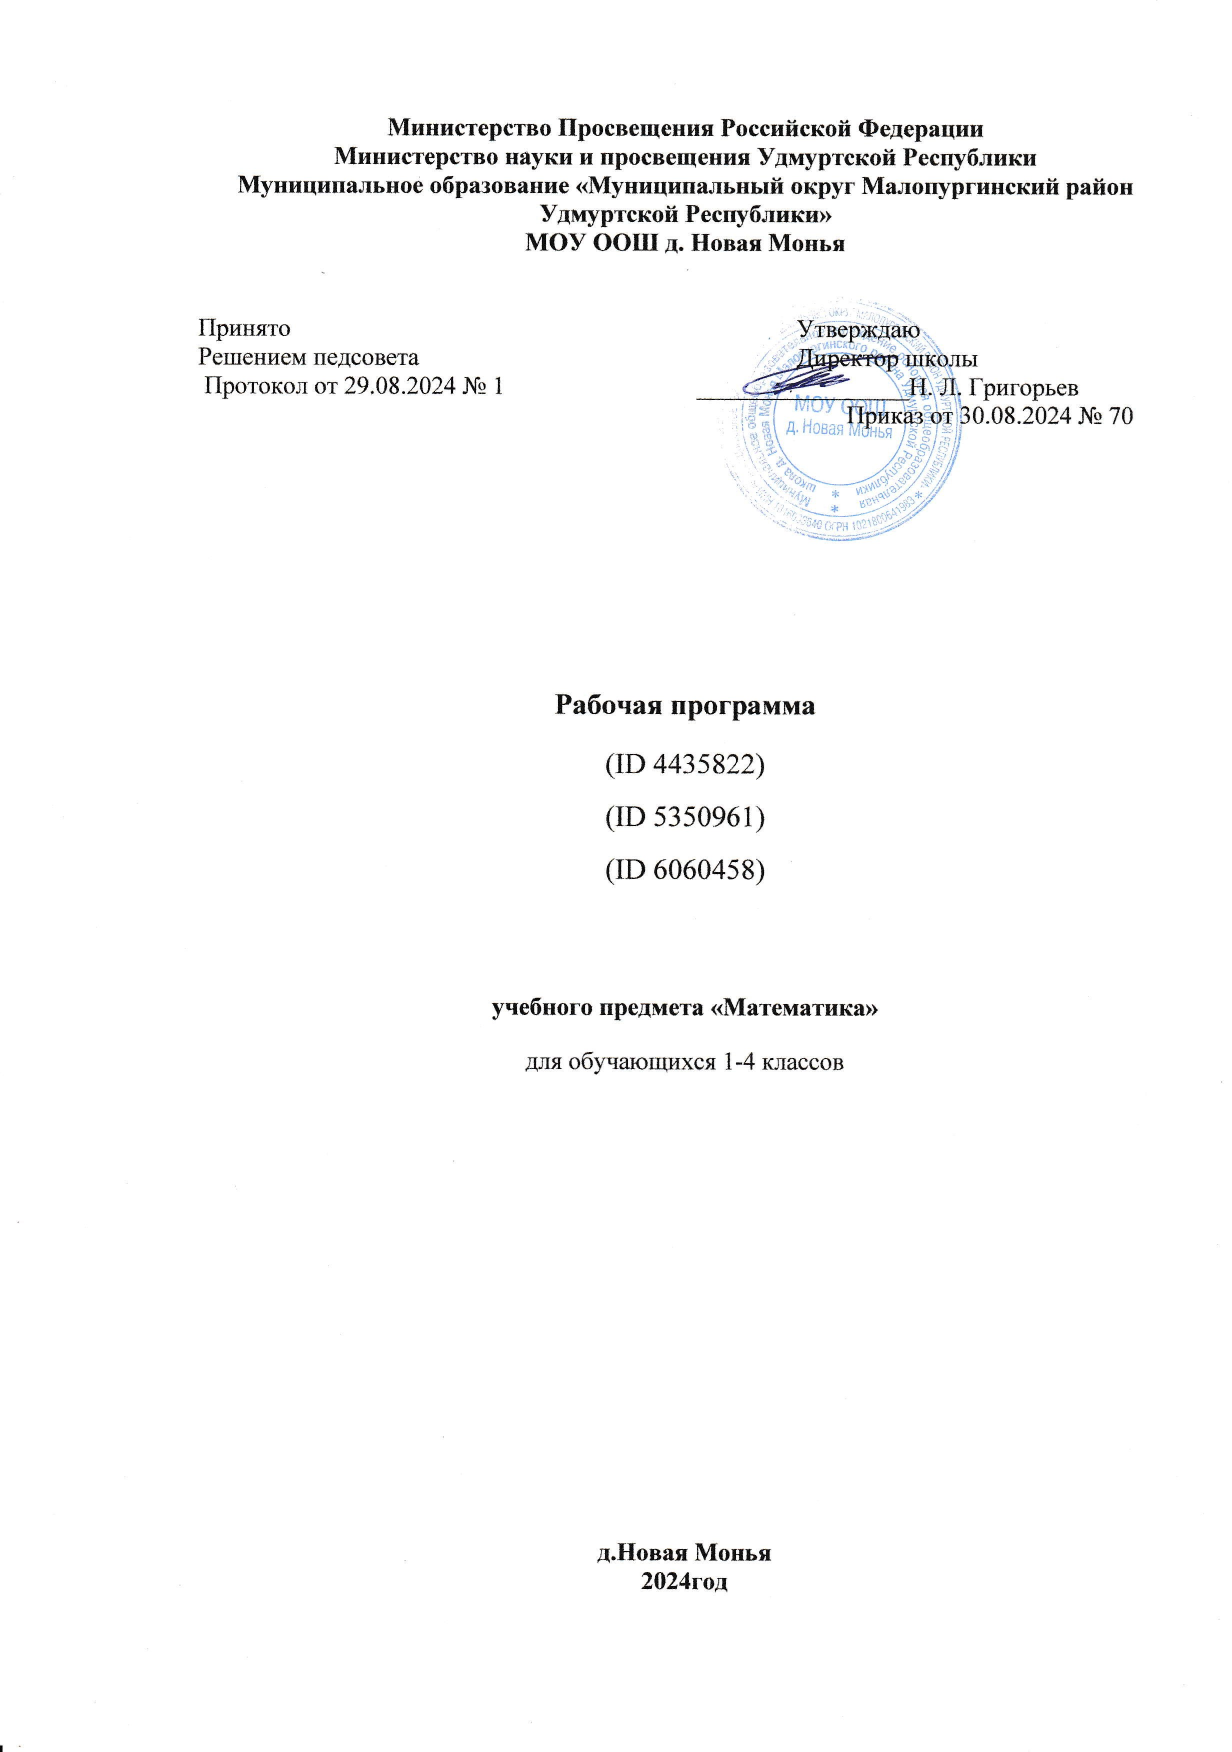 Министерство Просвещения Российской Федерации
Министерство науки и просвещения Удмуртской Республики
Муниципальное образование «Муниципальный округ Малопургинский район
Удмуртской Республики»
МОУ ООШ д. Новая Монья
Принято
Решением педсовета
Протокол от 29.08.2024 № 1
Утверждаю
Директор школы
________________Н. Л. Григорьев
Приказ от 30.08.2024 № 70
МОУ ООШ
д. Новая Монья
Рабочая программа
(ID 4435822)
(ID 5350961)
(ID 6060458)
учебного предмета «Математика»
для обучающихся 1-4 классов
д.Новая Монья
2024год